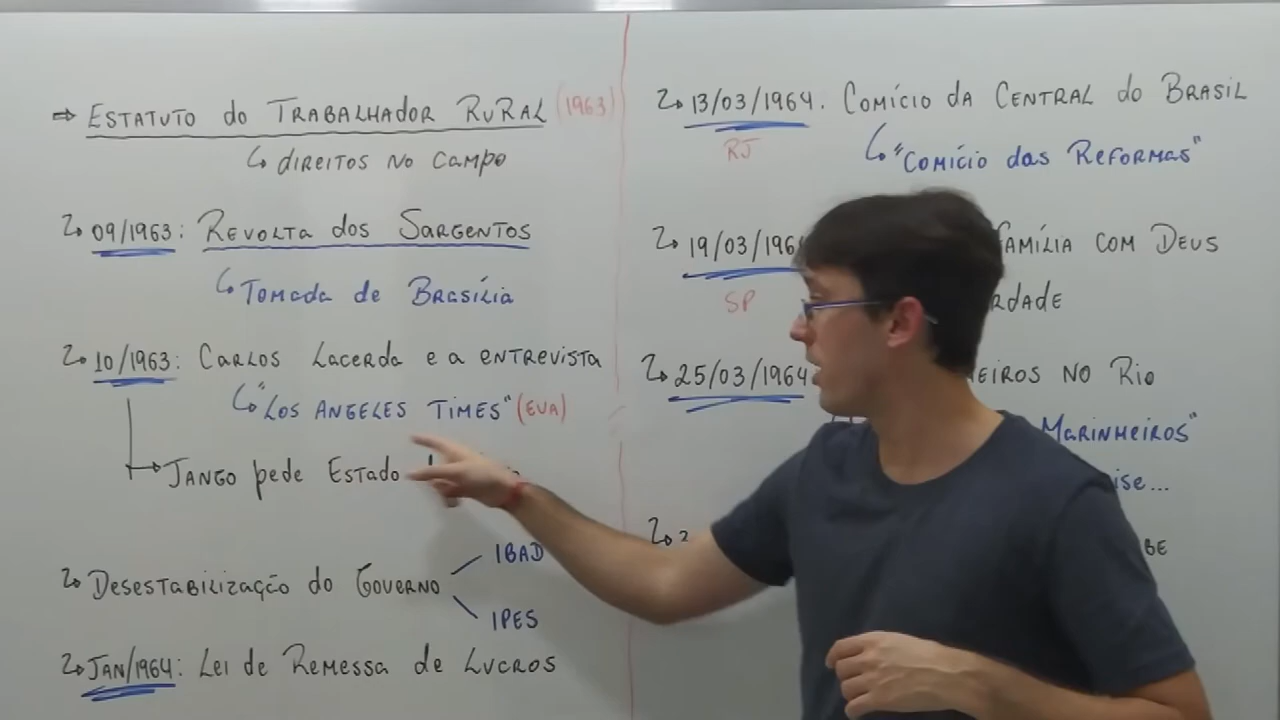 ⇒ ESTATUTO do TRABALHADOR RURAL (1963)
↳ DIREITOS NO CAMPO
↳ 09/1963: REVOLTA dos SARGENTOS
↳ Tomada de BRASÍLIA
↳ 10/1963: CARLOS LACERDA e a ENTREVISTA
↳ "LOS ANGELES TIMES" (EUA)
→ JANGO pede ESTADO
↳ DESESTABILIZAÇÃO do GOVERNO
IBAD
IPES
↳ JAN/1964: LEI de REMESSA de LUCROS
↳ 13/03/1964. COMÍCIO da CENTRAL do BRASIL
RJ
↳ "COMÍCIO das REFORMAS"
↳ 19/03/196 FAMÍLIA COM DEUS
SP
RDADE
↳ 25/03/1964 EIROS NO RIO
MARINHEIROS"
ise...
↳ 2 BE